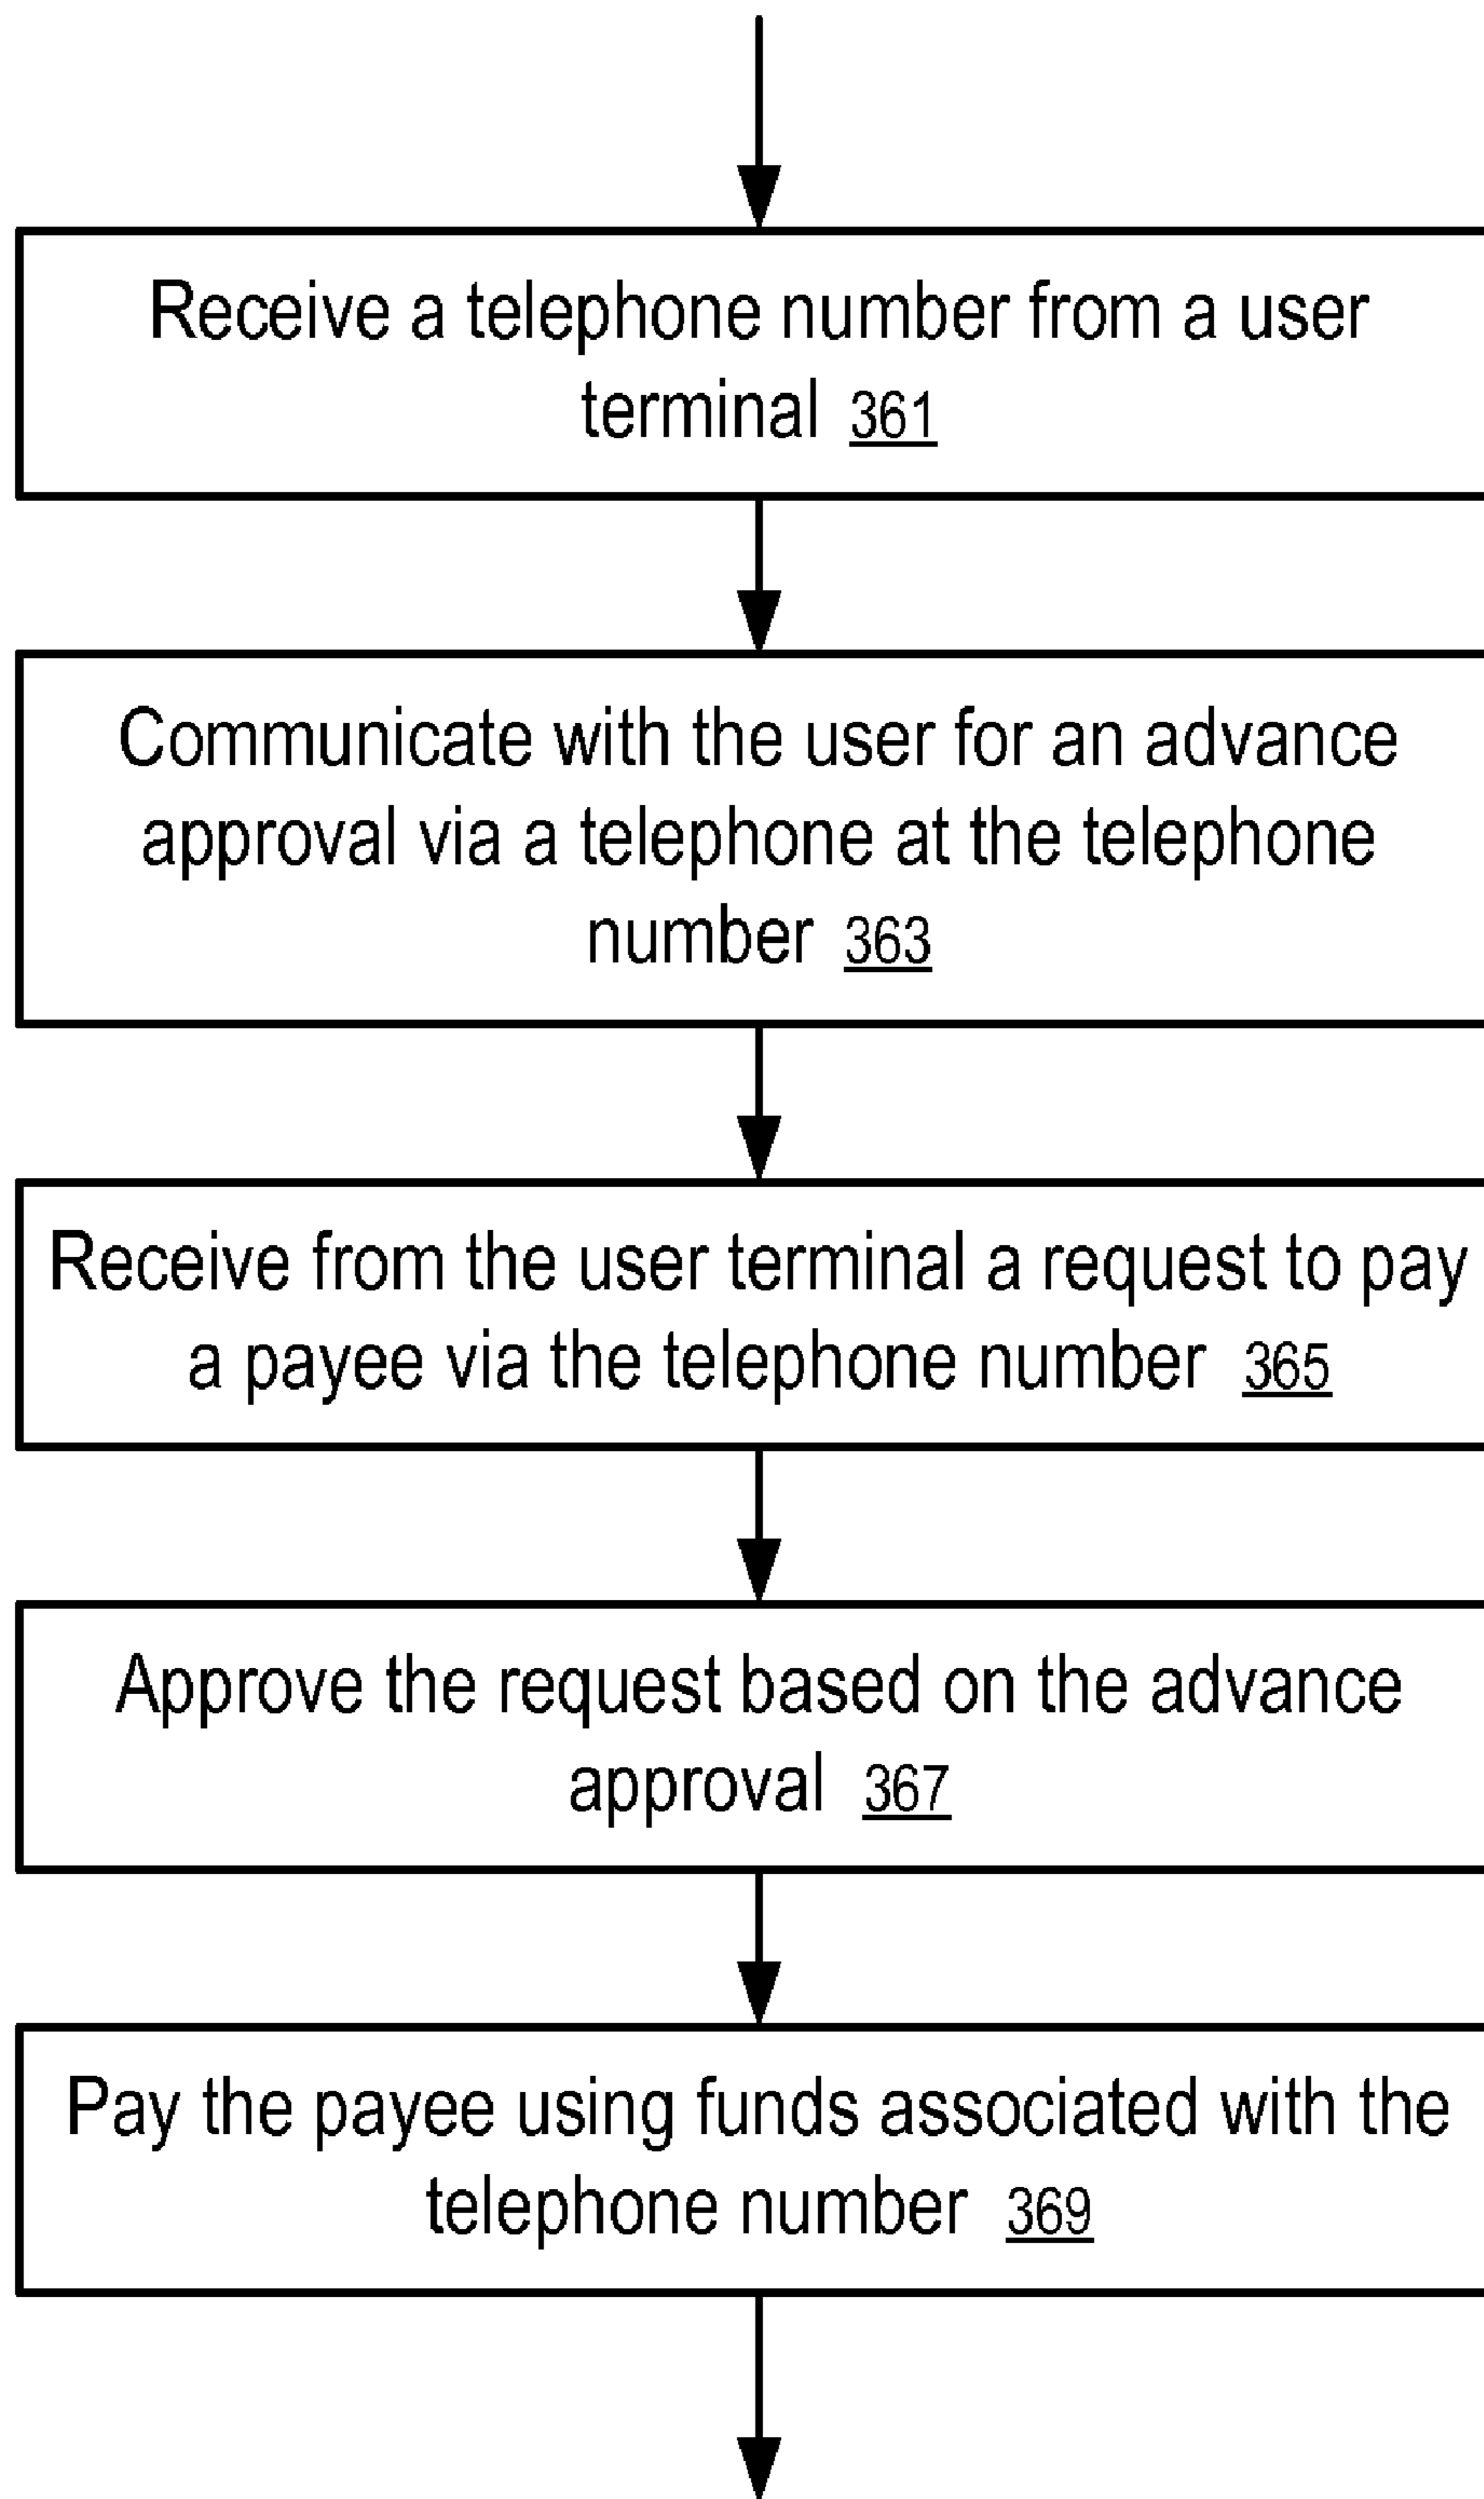 Receive a telephone number from a user
terminal 361
Communicate with the user for an advance
approval via a telephone at the telephone
number 363
Receive from the user terminal a request to pay
a payee via the telephone number 365
Approve the request based on the advance
approval 367
Pay the payee using funds associated with the
telephone number 369